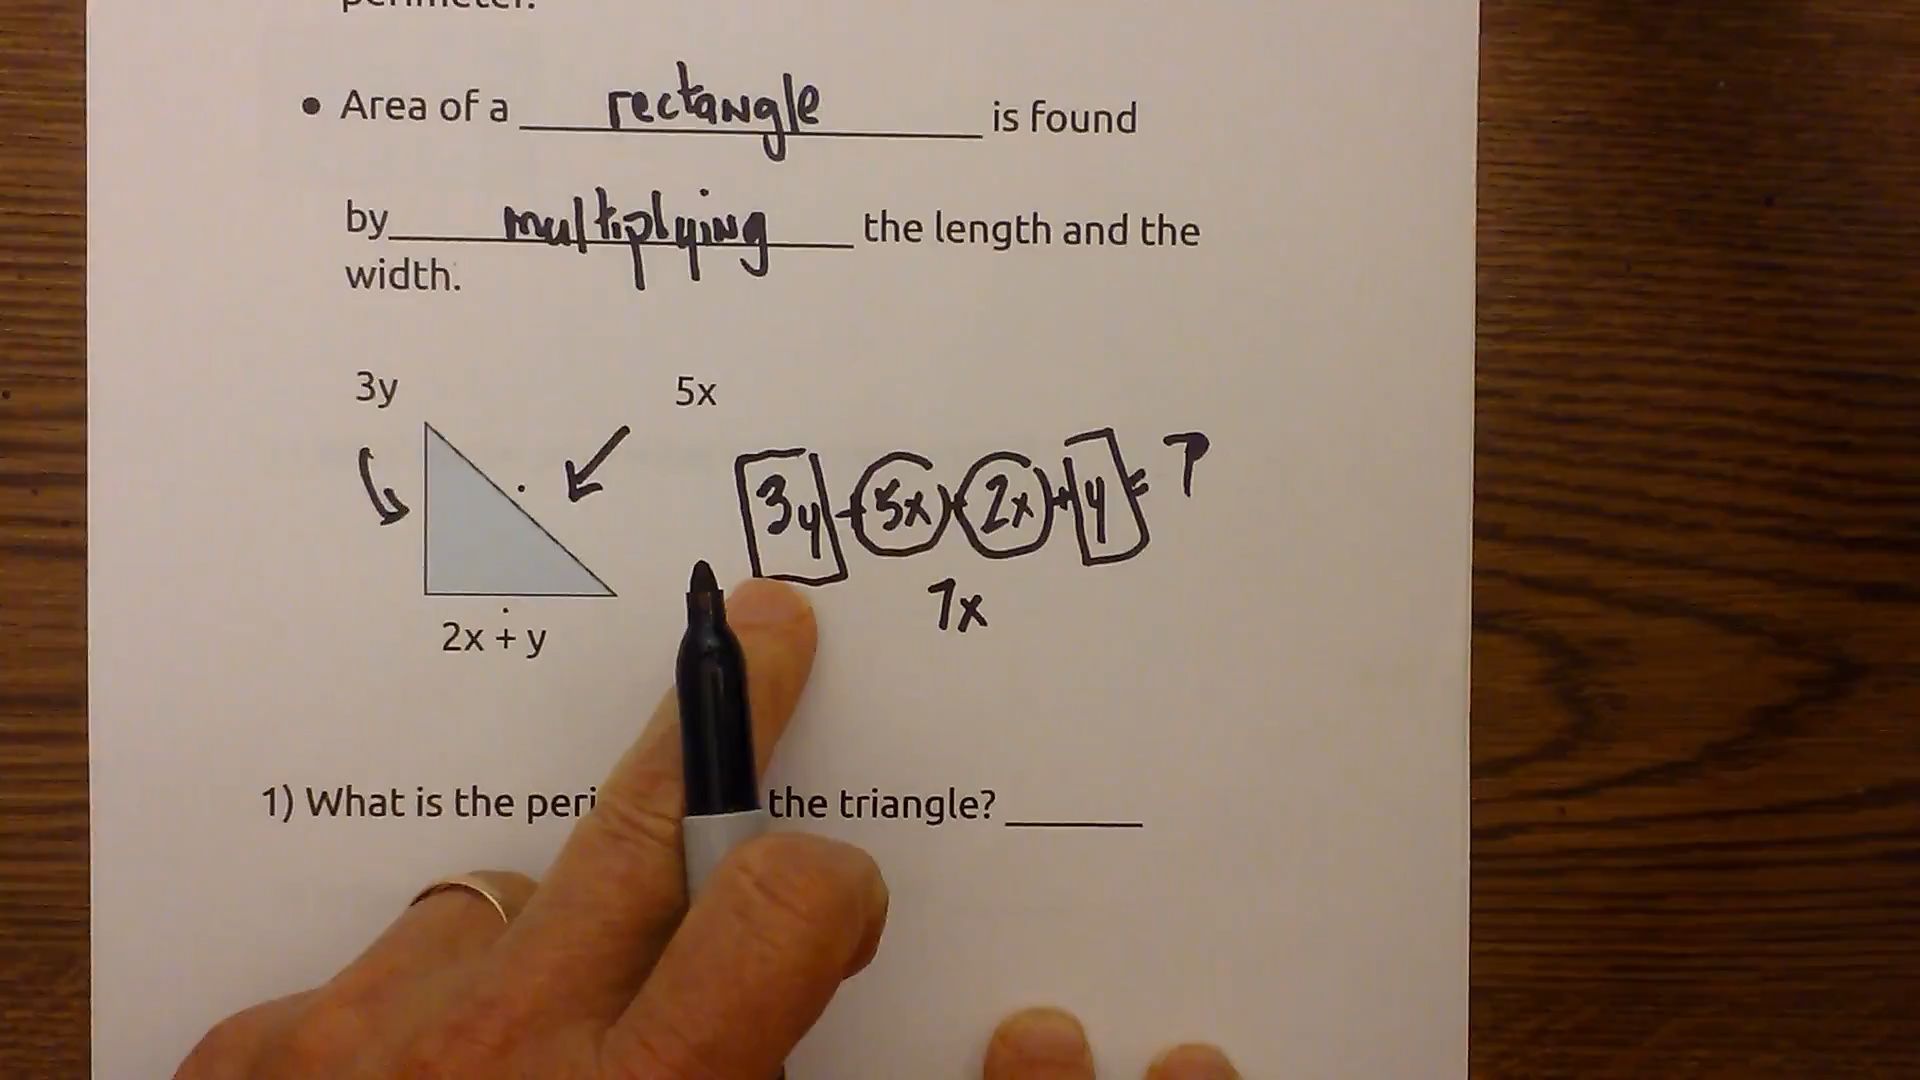 perimeter.
• Area of a rectangle is found
by multiplying the length and the
width.
3y 5x
3y + 5x + 2x + y = ?
7x
2x + y
1) What is the peri the triangle?